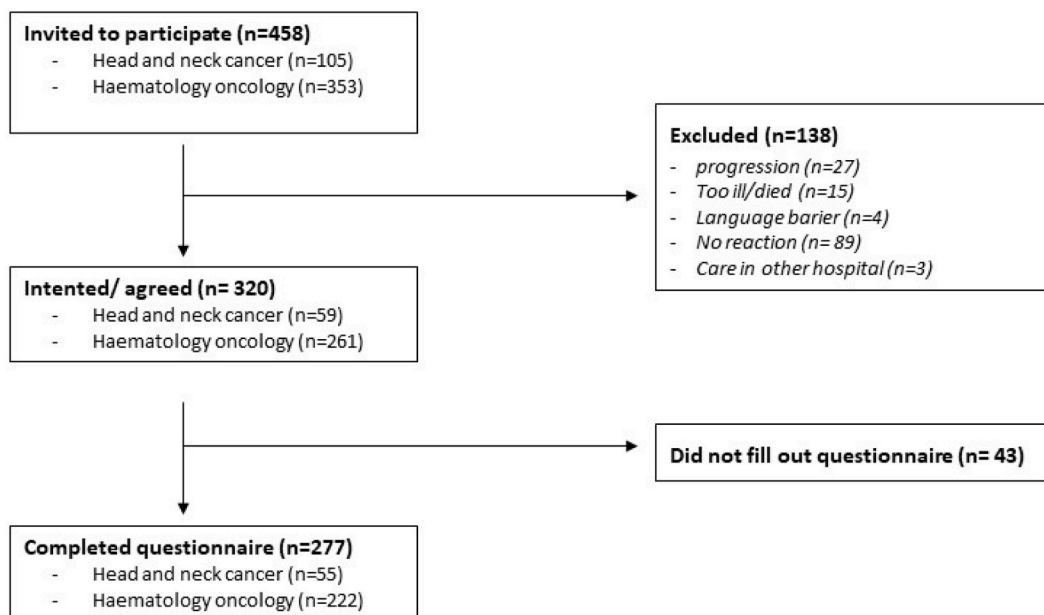 Invited to participate (n=458)
- Head and neck cancer (n=105)
- Haematology oncology (n=353)
Excluded (n=138)
- progression (n=27)
- Too ill/died (n=15)
- Language barier (n=4)
- No reaction (n= 89)
- Care in other hospital (n=3)
Intented/ agreed (n= 320)
- Head and neck cancer (n=59)
- Haematology oncology (n=261)
Did not fill out questionnaire (n= 43)
Completed questionnaire (n=277)
- Head and neck cancer (n=55)
- Haematology oncology (n=222)